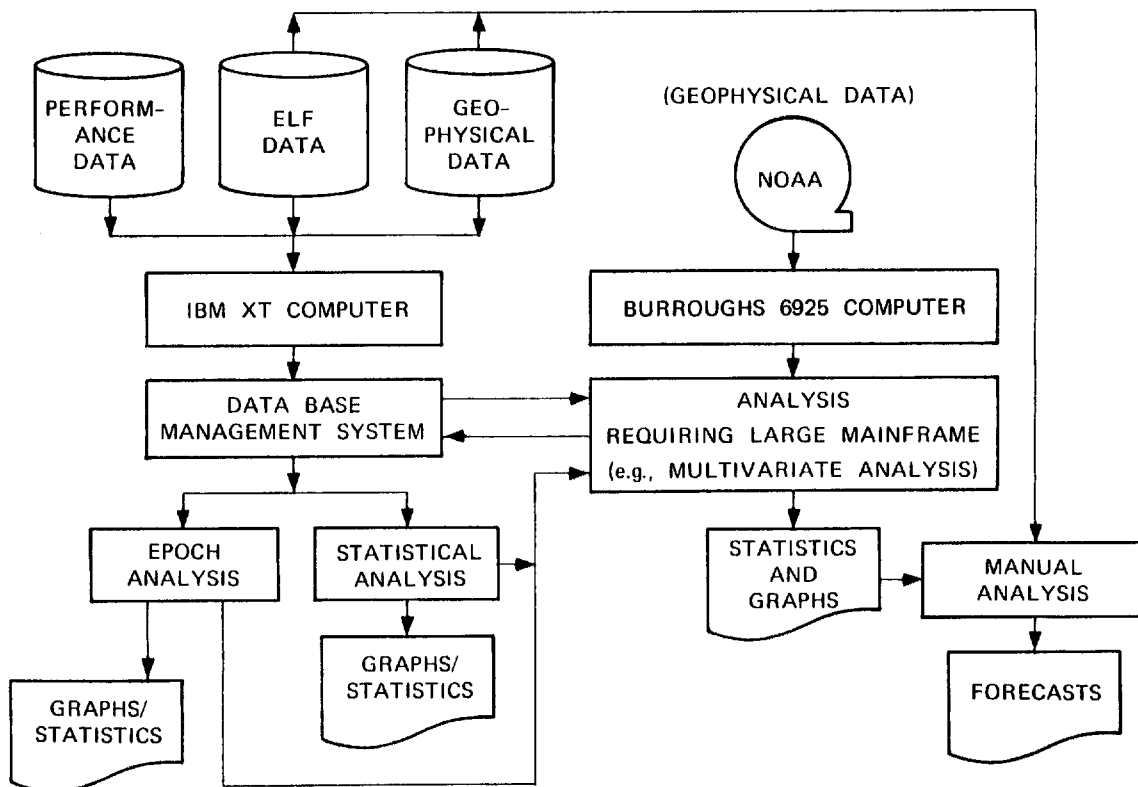 PERFORM-
ANCE
DATA
ELF
DATA
GEO-
PHYSICAL
DATA
(GEOPHYSICAL DATA)
NOAA
IBM XT COMPUTER
BURROUGHS 6925 COMPUTER
DATA BASE
MANAGEMENT SYSTEM
ANALYSIS
REQUIRING LARGE MAINFRAME
(e.g., MULTIVARIATE ANALYSIS)
EPOCH
ANALYSIS
STATISTICAL
ANALYSIS
STATISTICS
AND
GRAPHS
MANUAL
ANALYSIS
GRAPHS/
STATISTICS
GRAPHS/
STATISTICS
FORECASTS